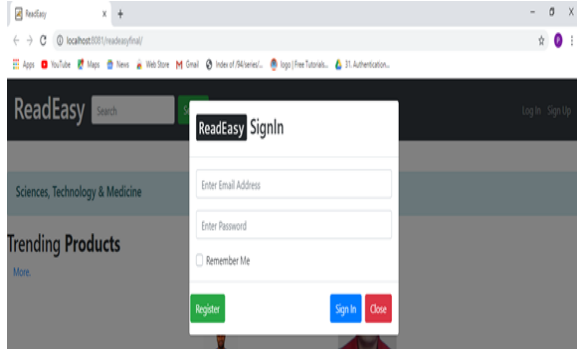 ReadEasy
localhost:8081/readeasyfinal/
Apps YouTube Maps News Web Store Gmail Index of /94/series/... logo | Free Tutorials... 31. Authentication...
ReadEasy Search Log In Sign Up
ReadEasy SignIn
Sciences, Technology & Medicine
Enter Email Address
Enter Password
Trending Products
Remember Me
More.
Register Sign In Close